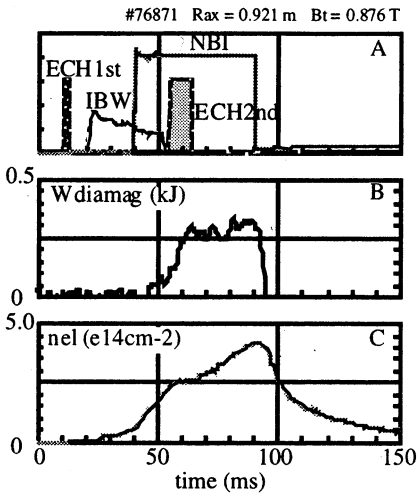 #76871 Rax = 0.921 m Bt = 0.876 T
NBI
A
ECH1st
IBW
ECH2nd
0.5
Wdiamag (kJ)
B
0
5.0
nel (e14cm-2)
C
0
0 50 100 150
time (ms)